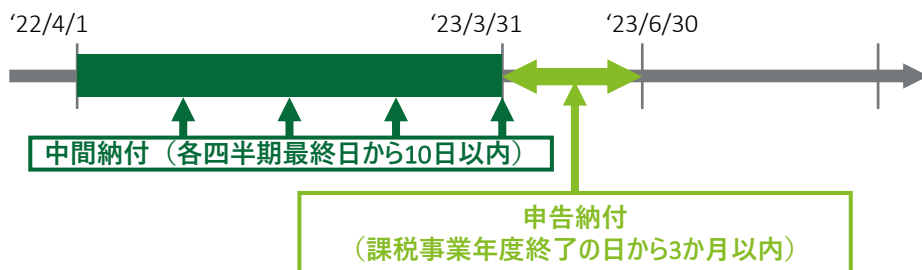 ‘22/4/1
‘23/3/31
‘23/6/30
中間納付（各四半期最終日から10日以内）
申告納付
（課税事業年度終了の日から3か月以内）